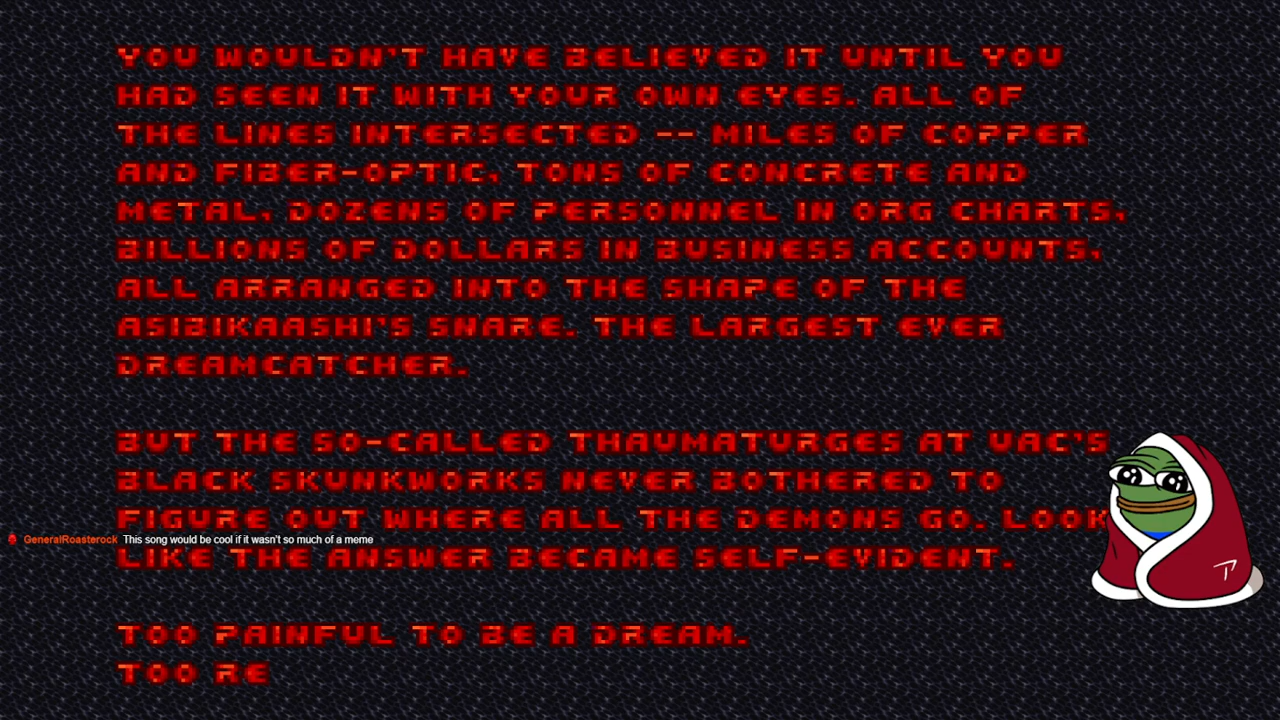 YOU WOULDN'T HAVE BELIEVED IT UNTIL YOU
HAD SEEN IT WITH YOUR OWN EYES. ALL OF
THE LINES INTERSECTED -- MILES OF COPPER
AND FIBER-OPTIC, TONS OF CONCRETE AND
METAL, DOZENS OF PERSONNEL IN ORG CHARTS,
BILLIONS OF DOLLARS IN BUSINESS ACCOUNTS,
ALL ARRANGED INTO THE SHAPE OF THE
ASIBIKAASHI'S SNARE. THE LARGEST EVER
DREAMCATCHER.
BUT THE SO-CALLED THAUMATURGES AT UAC'S
BLACK SKUNKWORKS NEVER BOTHERED TO
FIGURE OUT WHERE ALL THE DEMONS GO. LOOK
GeneralRoasterock This song would be cool if it wasn't so much of a meme
LIKE THE ANSWER BECAME SELF-EVIDENT.
TOO PAINFUL TO BE A DREAM.
TOO RE